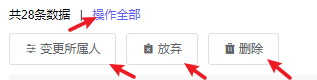 共28条数据 | 操作全部
变更所属人 放弃 删除